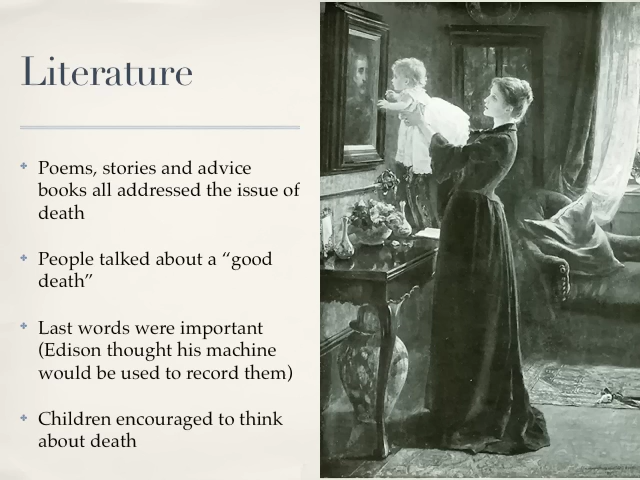 Literature
Poems, stories and advice
books all addressed the issue of
death
People talked about a “good
death”
Last words were important
(Edison thought his machine
would be used to record them)
Children encouraged to think
about death